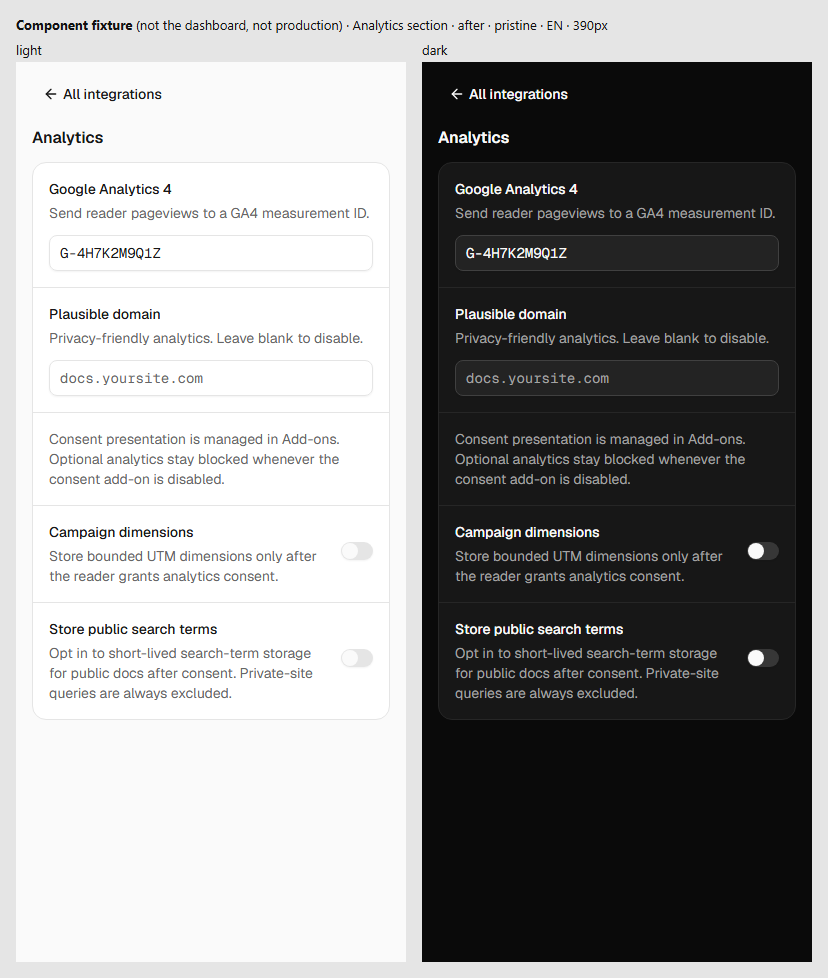 Component fixture (not the dashboard, not production) · Analytics section · after · pristine · EN · 390px
light
← All integrations
Analytics
Google Analytics 4
Send reader pageviews to a GA4 measurement ID.
G-4H7K2M9Q1Z
Plausible domain
Privacy-friendly analytics. Leave blank to disable.
docs.yoursite.com
Consent presentation is managed in Add-ons.
Optional analytics stay blocked whenever the
consent add-on is disabled.
Campaign dimensions
Store bounded UTM dimensions only after
the reader grants analytics consent.
Store public search terms
Opt in to short-lived search-term storage
for public docs after consent. Private-site
queries are always excluded.
dark
← All integrations
Analytics
Google Analytics 4
Send reader pageviews to a GA4 measurement ID.
G-4H7K2M9Q1Z
Plausible domain
Privacy-friendly analytics. Leave blank to disable.
docs.yoursite.com
Consent presentation is managed in Add-ons.
Optional analytics stay blocked whenever the
consent add-on is disabled.
Campaign dimensions
Store bounded UTM dimensions only after
the reader grants analytics consent.
Store public search terms
Opt in to short-lived search-term storage
for public docs after consent. Private-site
queries are always excluded.